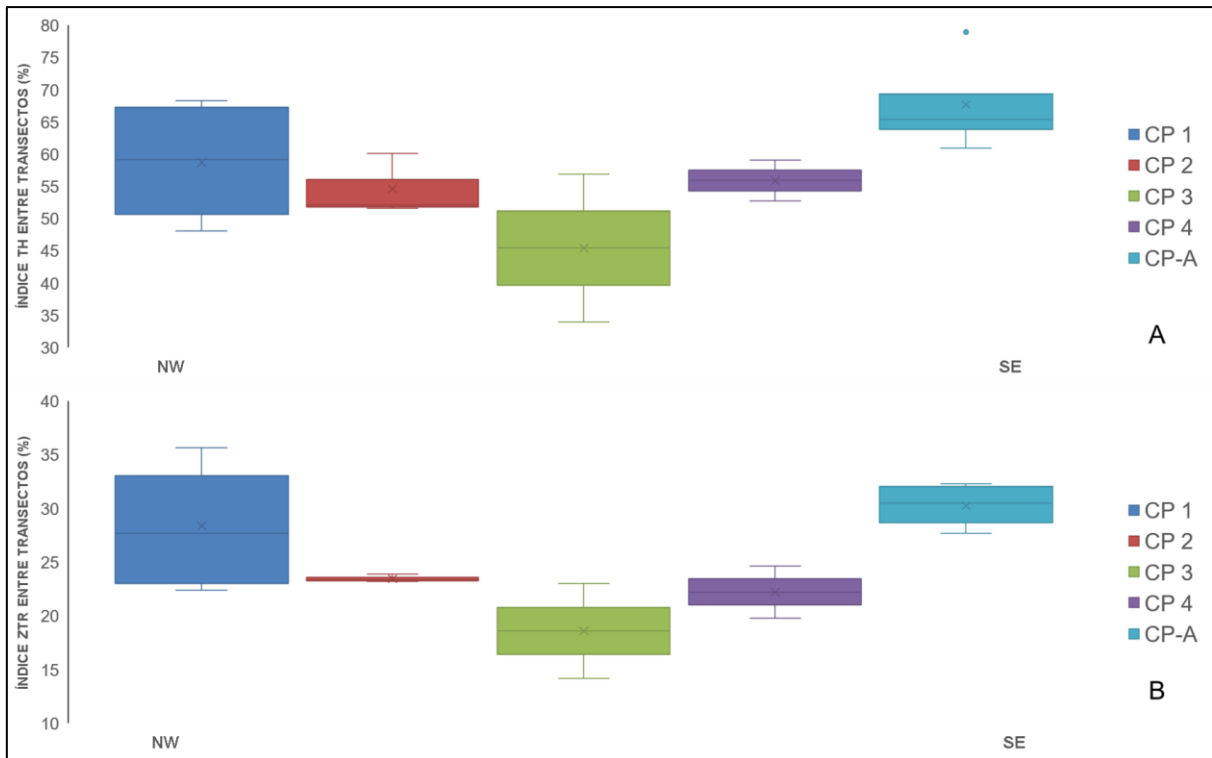 ÍNDICE TH ENTRE TRANSECTOS (%)
80
75
70
65
60
55
50
45
40
35
30
NW
SE
CP 1
CP 2
CP 3
CP 4
CP-A
A
ÍNDICE ZTR ENTRE TRANSECTOS (%)
40
35
30
25
20
15
10
NW
SE
CP 1
CP 2
CP 3
CP 4
CP-A
B